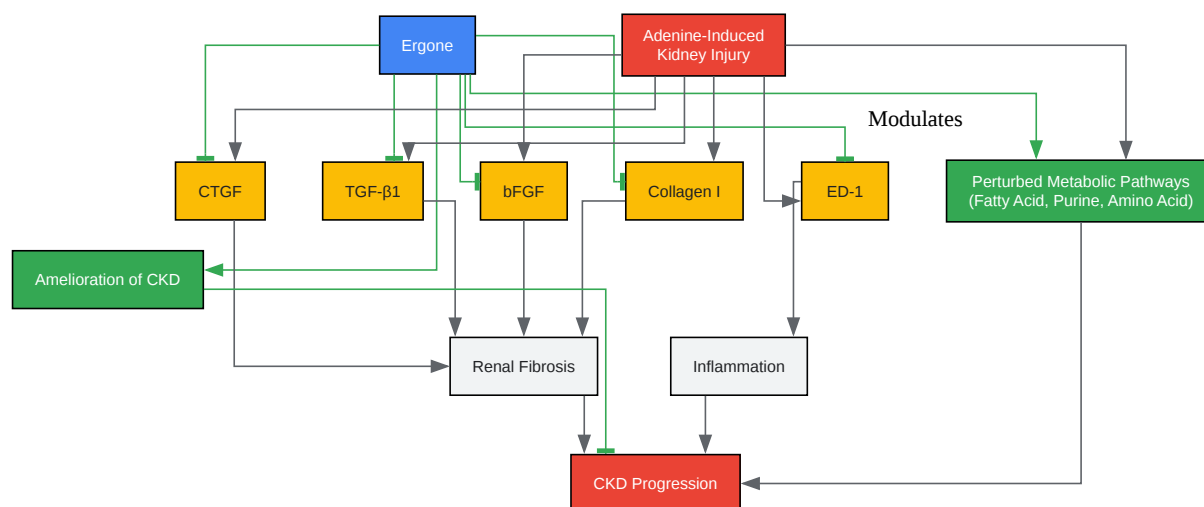 Ergone
Adenine-Induced
Kidney Injury
Modulates
CTGF
TGF-β1
bFGF
Collagen I
ED-1
Perturbed Metabolic Pathways
(Fatty Acid, Purine, Amino Acid)
Amelioration of CKD
Renal Fibrosis
Inflammation
CKD Progression